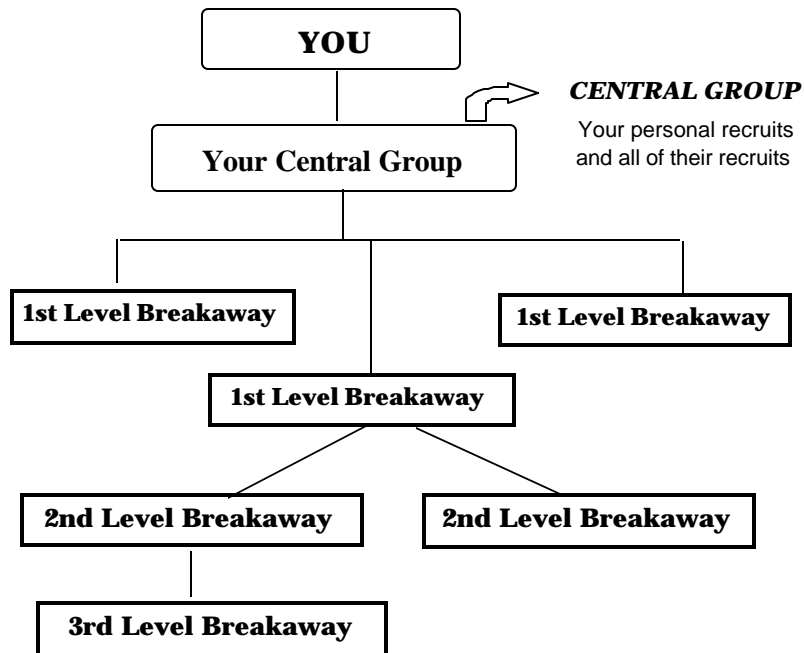 YOU
CENTRAL GROUP
Your personal recruits
and all of their recruits
Your Central Group
1st Level Breakaway
1st Level Breakaway
1st Level Breakaway
2nd Level Breakaway
2nd Level Breakaway
3rd Level Breakaway